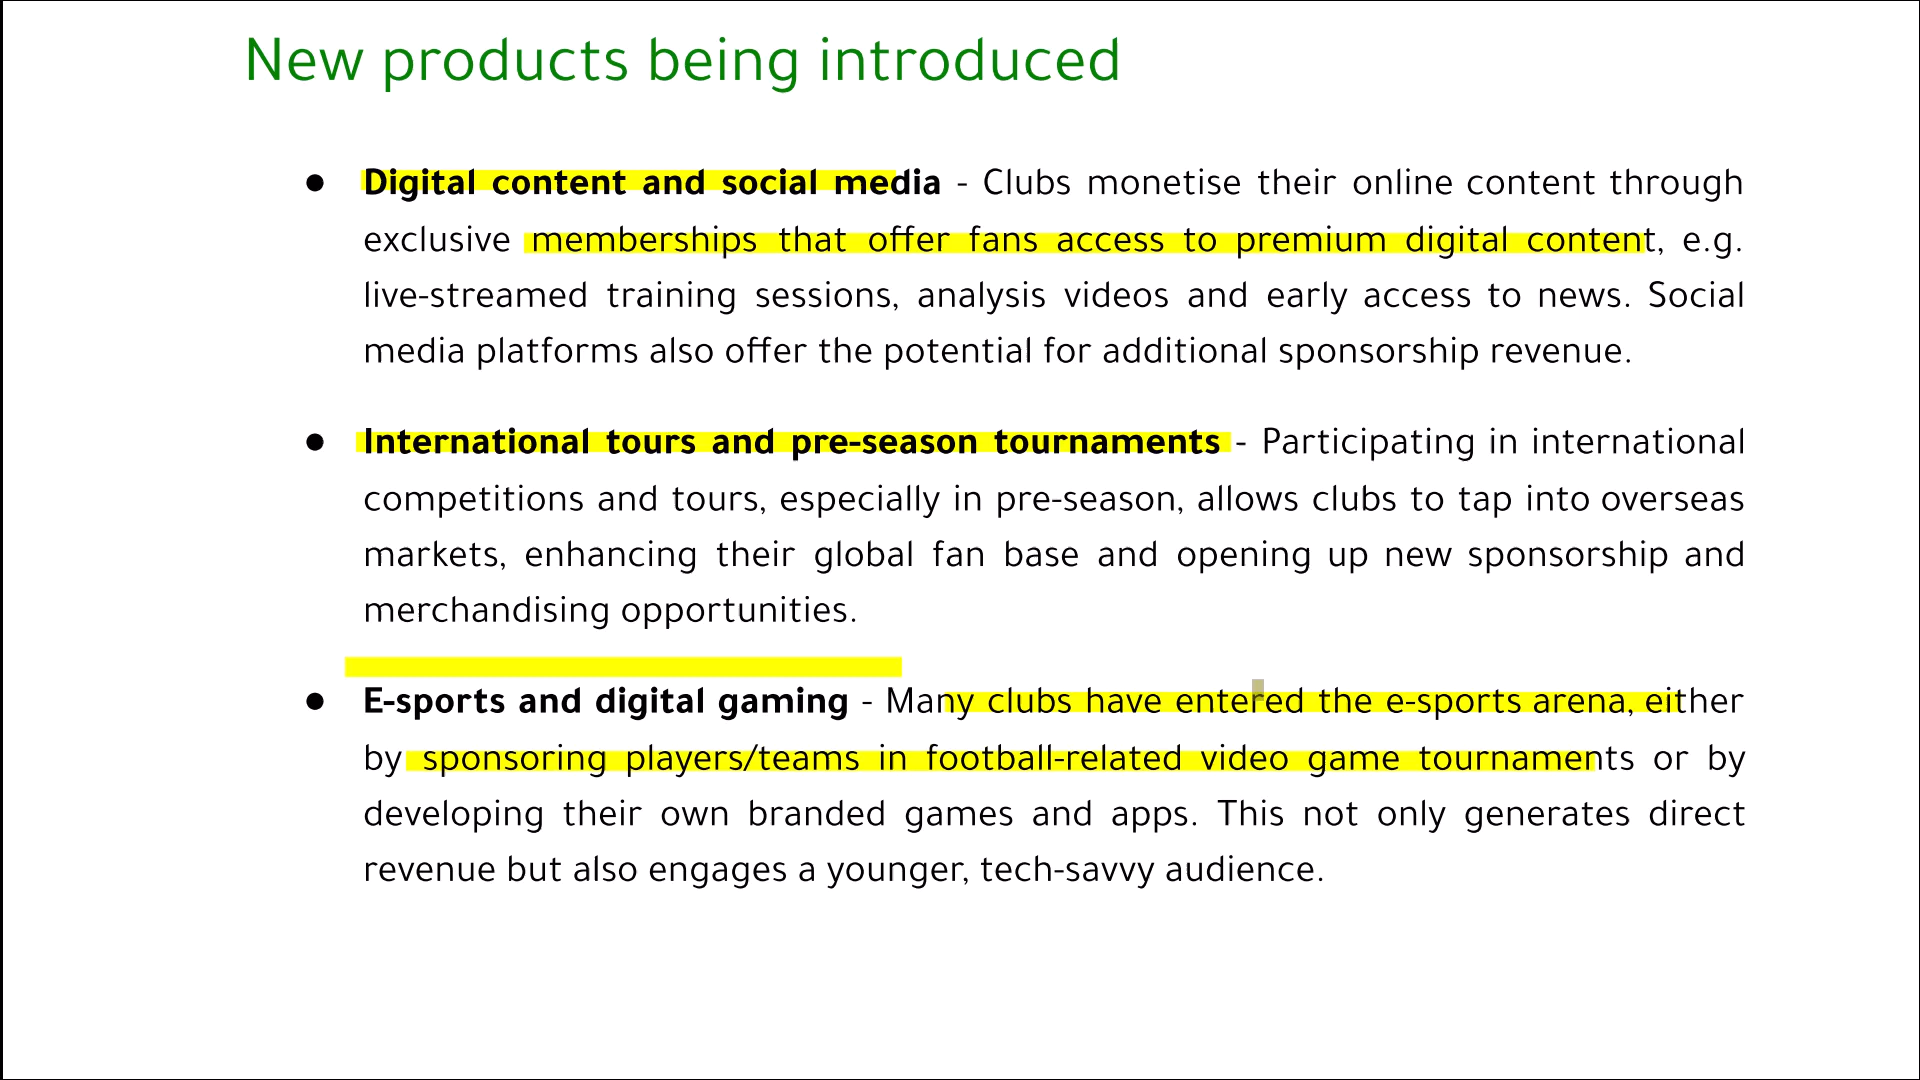 New products being introduced
● Digital content and social media - Clubs monetise their online content through
exclusive memberships that offer fans access to premium digital content, e.g.
live-streamed training sessions, analysis videos and early access to news. Social
media platforms also offer the potential for additional sponsorship revenue.
● International tours and pre-season tournaments - Participating in international
competitions and tours, especially in pre-season, allows clubs to tap into overseas
markets, enhancing their global fan base and opening up new sponsorship and
merchandising opportunities.
● E-sports and digital gaming - Many clubs have entered the e-sports arena, either
by sponsoring players/teams in football-related video game tournaments or by
developing their own branded games and apps. This not only generates direct
revenue but also engages a younger, tech-savvy audience.